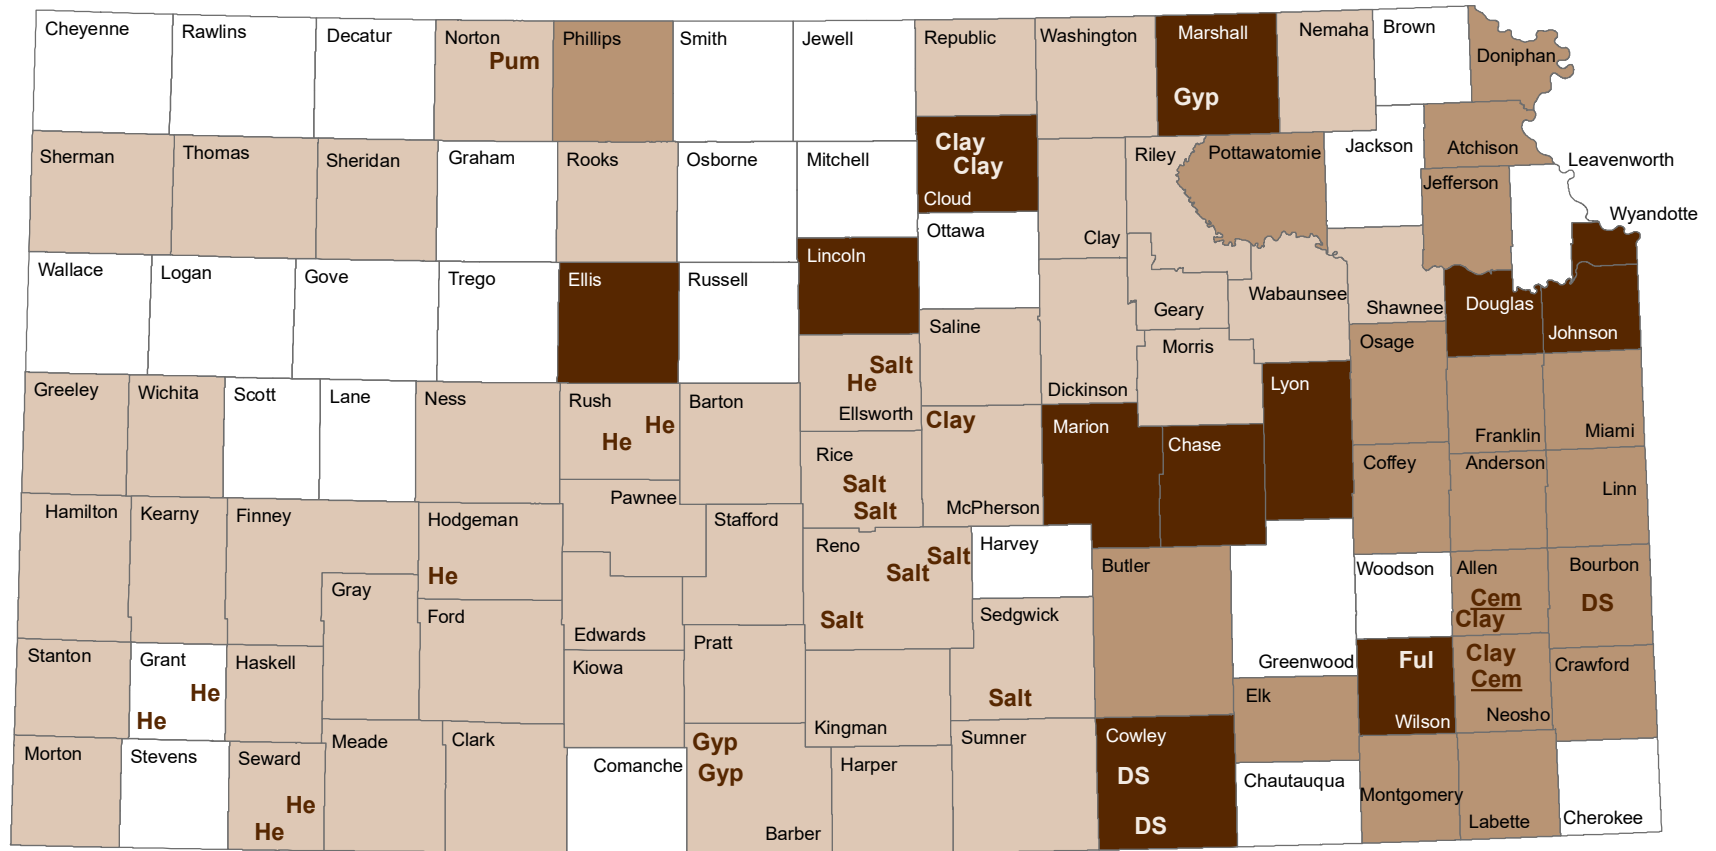 Cheyenne
Rawlins
Decatur
Norton
Pum
Phillips
Smith
Jewell
Republic
Washington
Marshall
Gyp
Nemaha
Brown
Doniphan
Sherman
Thomas
Sheridan
Graham
Rooks
Osborne
Mitchell
Clay
Clay
Cloud
Clay
Riley
Pottawatomie
Jackson
Atchison
Jefferson
Leavenworth
Wyandotte
Wallace
Logan
Gove
Trego
Ellis
Russell
Lincoln
Ottawa
Saline
Dickinson
Geary
Morris
Wabaunsee
Shawnee
Douglas
Johnson
Greeley
Wichita
Scott
Lane
Ness
Rush
He
He
Barton
Salt
He
Ellsworth
Rice
Salt
Salt
Clay
McPherson
Marion
Chase
Lyon
Osage
Coffey
Franklin
Anderson
Miami
Linn
Hamilton
Kearny
Finney
Hodgeman
He
Pawnee
Stafford
Edwards
Gray
Ford
Reno
Salt
Salt
Salt
Harvey
Sedgwick
Salt
Butler
Greenwood
Woodson
Allen
Cem
Clay
Bourbon
DS
Stanton
Grant
He
He
Haskell
Kiowa
Pratt
Kingman
Elk
Ful
Wilson
Clay
Cem
Neosho
Crawford
Morton
Stevens
Seward
He
He
Meade
Clark
Comanche
Gyp
Gyp
Barber
Harper
Sumner
Cowley
DS
DS
Chautauqua
Montgomery
Labette
Cherokee